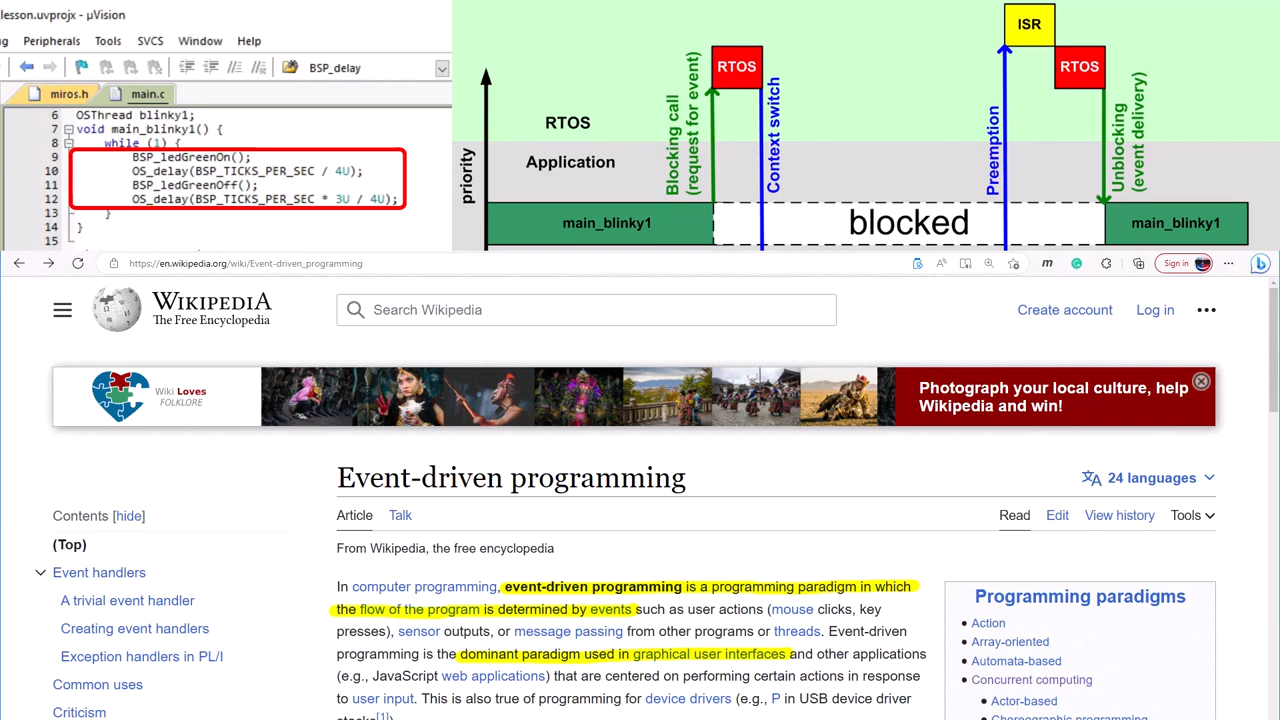 lesson.uvprojx - µVision
Peripherals Tools SVCS Window Help
BSP_delay
miros.h main.c
6 OSThread blinky1;
7 void main_blinky1() {
8 while (1) {
9 BSP_ledGreenOn();
10 OS_delay(BSP_TICKS_PER_SEC / 4U);
11 BSP_ledGreenOff();
12 OS_delay(BSP_TICKS_PER_SEC * 3U / 4U);
13 }
14 }
15
priority
RTOS
Application
Blocking call
(request for event)
RTOS
Context switch
Preemption
ISR
RTOS
Unblocking
(event delivery)
main_blinky1
blocked
main_blinky1
https://en.wikipedia.org/wiki/Event-driven_programming
Sign in
WIKIPEDIA
The Free Encyclopedia
Search Wikipedia
Create account Log in
Wiki Loves
FOLKLORE
Photograph your local culture, help
Wikipedia and win!
Event-driven programming
24 languages
Contents [hide]
(Top)
Event handlers
A trivial event handler
Creating event handlers
Exception handlers in PL/I
Common uses
Criticism
Article Talk
Read Edit View history Tools
From Wikipedia, the free encyclopedia
In computer programming, event-driven programming is a programming paradigm in which
the flow of the program is determined by events such as user actions (mouse clicks, key
presses), sensor outputs, or message passing from other programs or threads. Event-driven
programming is the dominant paradigm used in graphical user interfaces and other applications
(e.g., JavaScript web applications) that are centered on performing certain actions in response
to user input. This is also true of programming for device drivers (e.g., P in USB device driver
stacks[1])
Programming paradigms
Action
Array-oriented
Automata-based
Concurrent computing
Actor-based
Choreographic programming